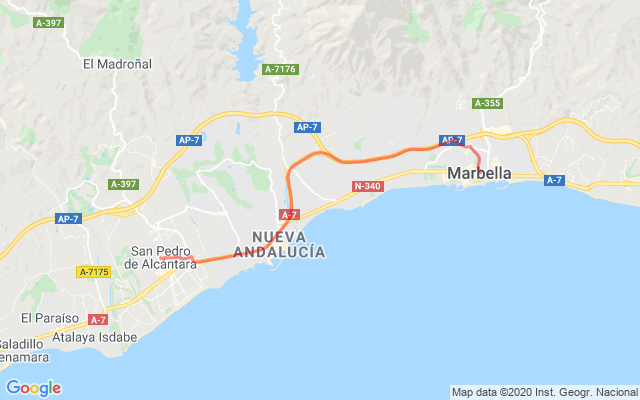 A-397
A-397
El Madroñal
A-7176
A-355
AP-7
AP-7
AP-7
Marbella
A-397
N-340
A-7
AP-7
A-7
NUEVA
ANDALUCÍA
San Pedro
de Alcántara
A-7175
El Paraíso
A-7
Atalaya Isdabe
Saladillo
enamara
Google
Map data ©2020 Inst. Geogr. Nacional